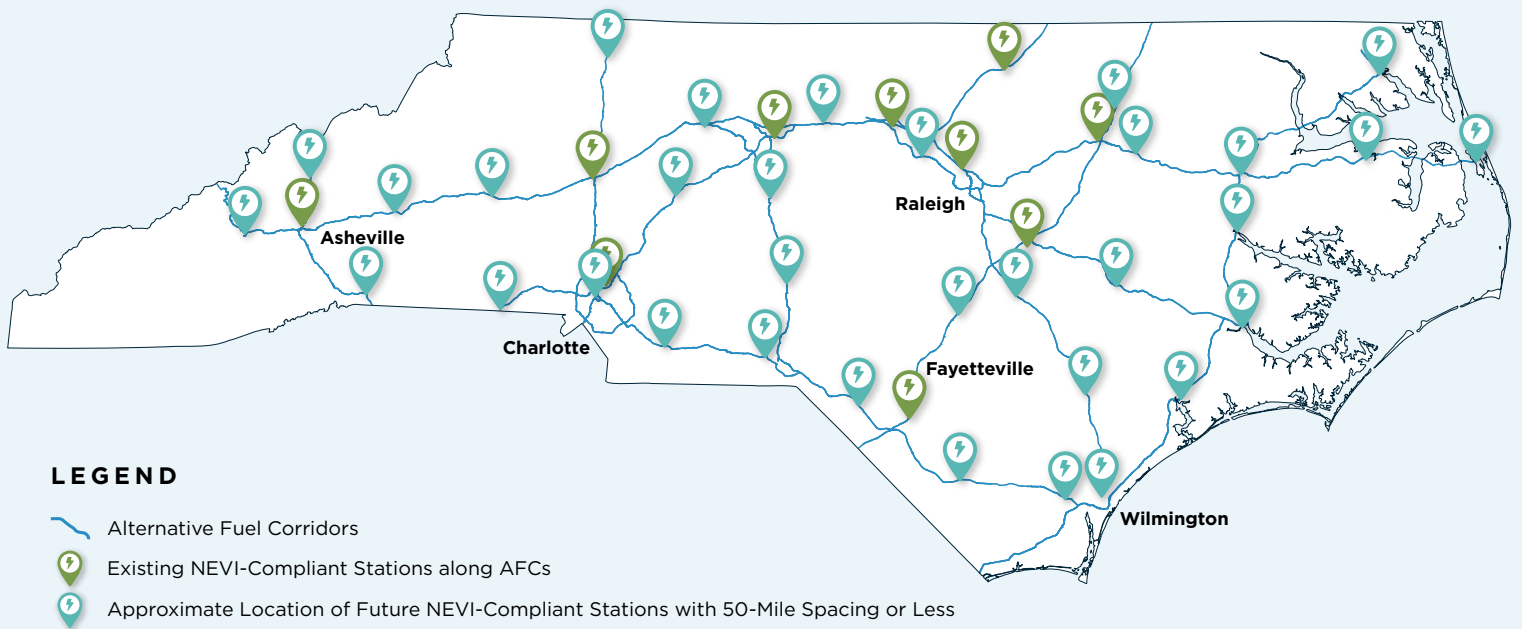 Asheville
Raleigh
Charlotte
Fayetteville
Wilmington
LEGEND
Alternative Fuel Corridors
Existing NEVI-Compliant Stations along AFCs
Approximate Location of Future NEVI-Compliant Stations with 50-Mile Spacing or Less